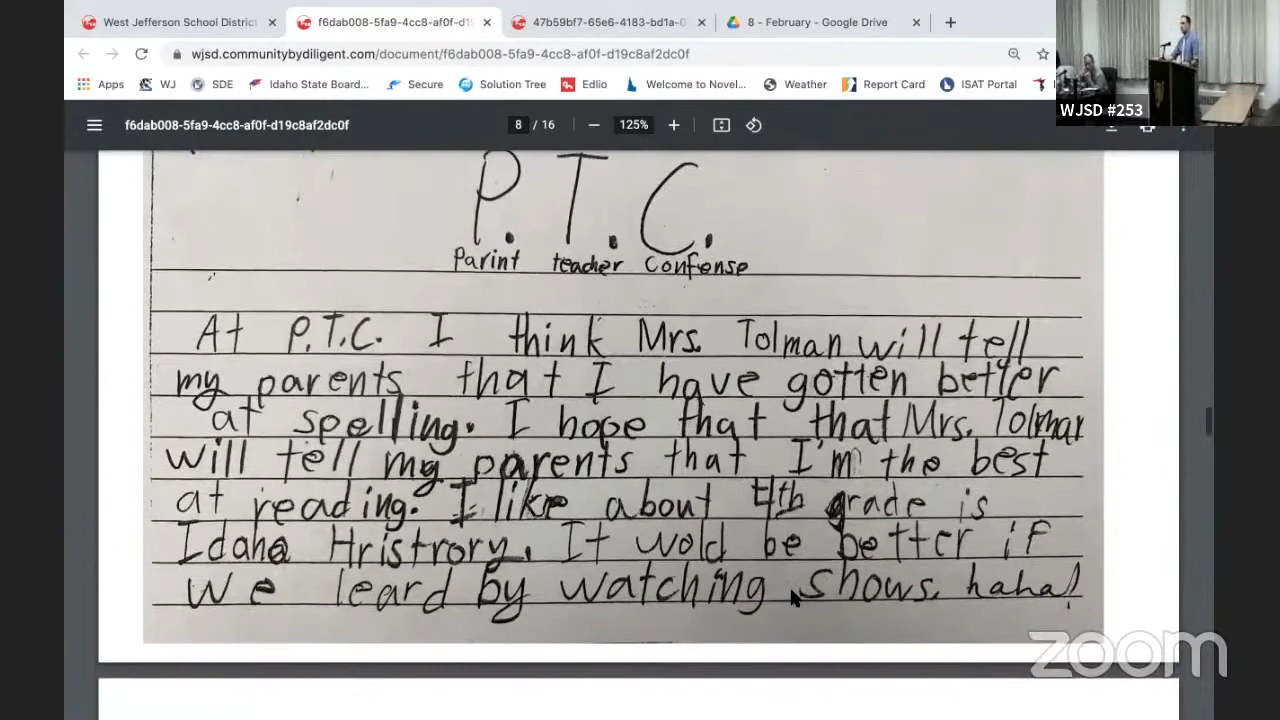 West Jefferson School District
f6dab008-5fa9-4cc8-af0f-d19
47b59bf7-65e6-4183-bd1a-0
8 - February - Google Drive
wjsd.communitybydiligent.com/document/f6dab008-5fa9-4cc8-af0f-d19c8af2dc0f
Apps WJ SDE Idaho State Board... Secure Solution Tree Edlio Welcome to Novel... Weather Report Card ISAT Portal
WJSD #253
f6dab008-5fa9-4cc8-af0f-d19c8af2dc0f 8 / 16 — 125% +
P.T.C.
Parint teacher Confense
At P.T.C. I think Mrs. Tolman will tell
my parents that I have gotten better
at spelling. I hope that that Mrs. Tolman
will tell my parents that I'm the best
at reading. I like about 4th grade is
Idaho Hristrory. It wold be better if
we leard by watching shows. haha!
zoom